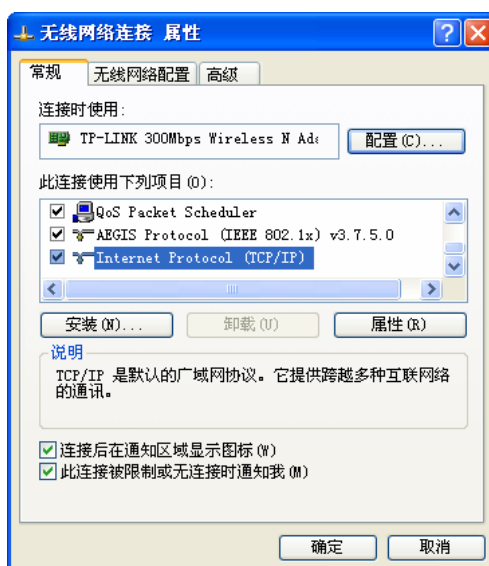 无线网络连接 属性
常规 无线网络配置 高级
连接时使用:
TP-LINK 300Mbps Wireless N Ada 配置(C)...
此连接使用下列项目(O):
QoS Packet Scheduler
AEGIS Protocol (IEEE 802.1x) v3.7.5.0
Internet Protocol (TCP/IP)
安装(N)... 卸载(U) 属性(R)
说明
TCP/IP 是默认的广域网协议。它提供跨越多种互联网络
的通讯。
连接后在通知区域显示图标(W)
此连接被限制或无连接时通知我(M)
确定 取消